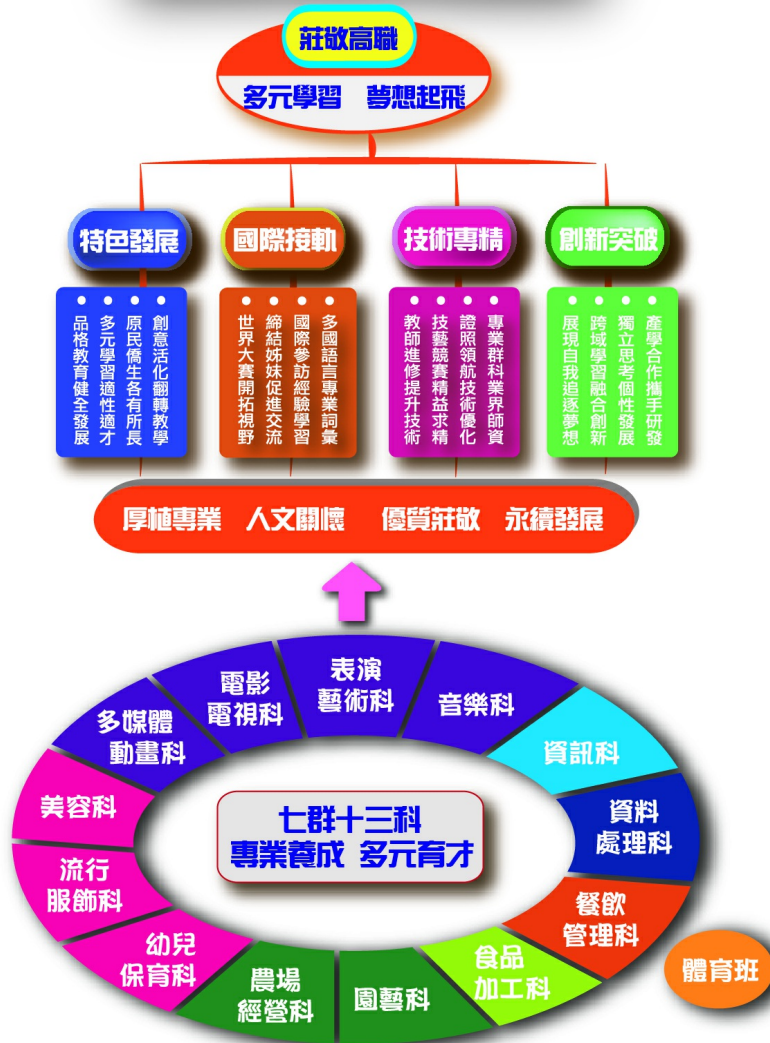 莊敬高職
多元學習 夢想起飛
特色發展
國際接軌
技術專精
創新突破
創意活化翻轉教學
原民僑生各有所長
多元學習適性適才
品格教育健全發展
多國語言專業詞彙
國際參訪經驗學習
締結姊妹促進交流
世界大賽開拓視野
專業群科業界師資
證照領航技術優化
技藝競賽精益求精
教師進修提升技術
產學合作攜手研發
獨立思考個性發展
跨域學習融合創新
展現自我追逐夢想
厚植專業 人文關懷 優質莊敬 永續發展
表演
藝術科
音樂科
資訊科
資料
處理科
餐飲
管理科
食品
加工科
園藝科
農場
經營科
幼兒
保育科
流行
服飾科
美容科
多媒體
動畫科
電影
電視科
七群十三科
專業養成 多元育才
體育班